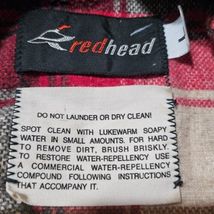 redhead
DO NOT LAUNDER OR DRY CLEAN!
SPOT CLEAN WITH LUKEWARM SOAPY
WATER IN SMALL AMOUNTS. FOR HARD
TO REMOVE DIRT, BRUSH BRISKLY.
TO RESTORE WATER-REPELLENCY USE
A COMMERCIAL WATER-REPELLENCY
COMPOUND FOLLOWING INSTRUCTIONS
THAT ACCOMPANY IT.